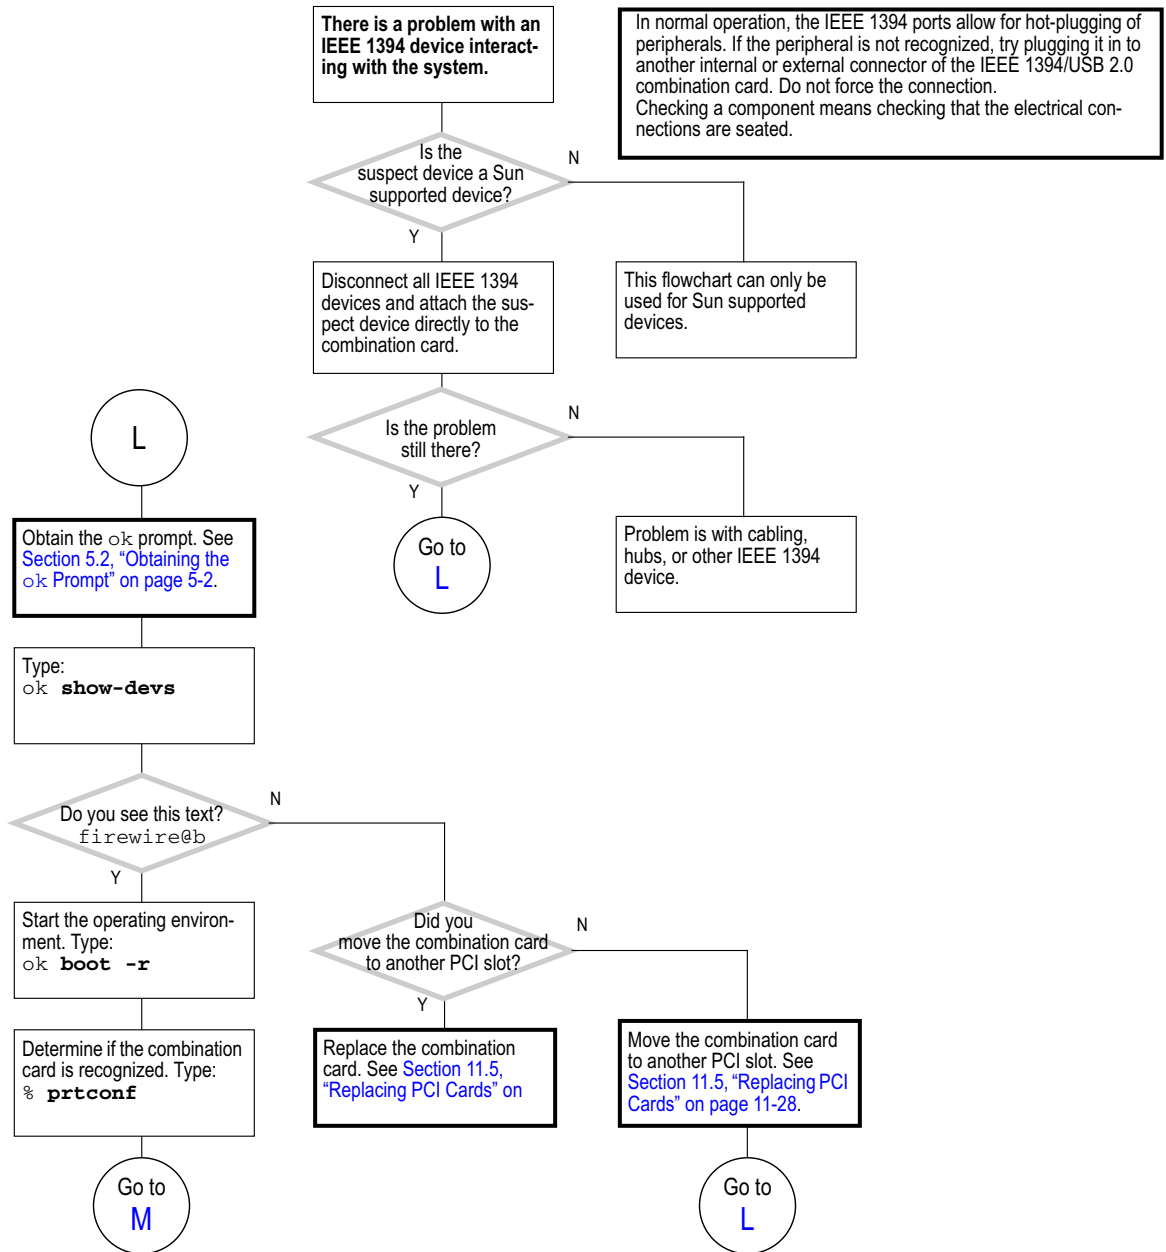 There is a problem with an
IEEE 1394 device interact-
ing with the system.
In normal operation, the IEEE 1394 ports allow for hot-plugging of
peripherals. If the peripheral is not recognized, try plugging it in to
another internal or external connector of the IEEE 1394/USB 2.0
combination card. Do not force the connection.
Checking a component means checking that the electrical con-
nections are seated.
Is the
suspect device a Sun
supported device?
N
Y
Disconnect all IEEE 1394
devices and attach the sus-
pect device directly to the
combination card.
This flowchart can only be
used for Sun supported
devices.
Is the problem
still there?
N
Y
Go to
L
Problem is with cabling,
hubs, or other IEEE 1394
device.
L
Obtain the ok prompt. See
Section 5.2, “Obtaining the
ok Prompt” on page 5-2.
Type:
ok show-devs
Do you see this text?
firewire@b
N
Y
Start the operating environ-
ment. Type:
ok boot -r
Determine if the combination
card is recognized. Type:
% prtconf
Go to
M
Did you
move the combination card
to another PCI slot?
N
Y
Replace the combination
card. See Section 11.5,
“Replacing PCI Cards” on
Move the combination card
to another PCI slot. See
Section 11.5, “Replacing PCI
Cards” on page 11-28.
Go to
L